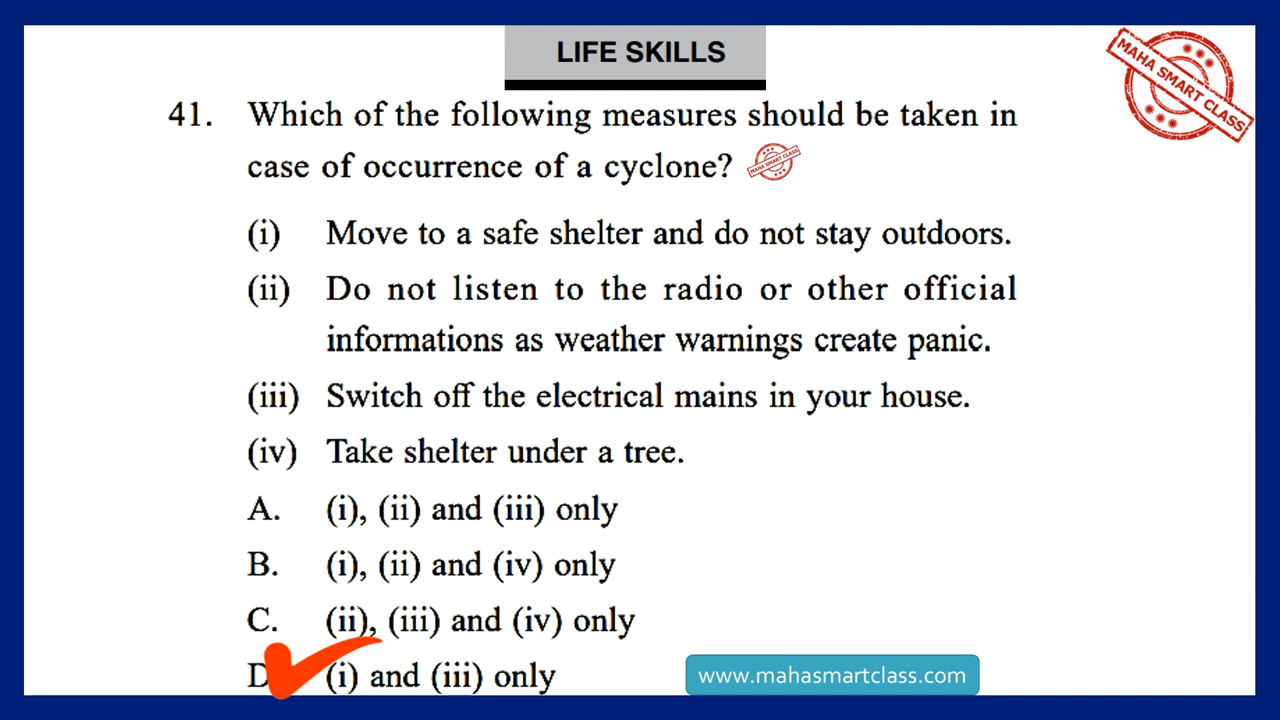 LIFE SKILLS
MAHA SMART CLASS
41. Which of the following measures should be taken in
case of occurrence of a cyclone?
MAHA SMART CLASS
(i) Move to a safe shelter and do not stay outdoors.
(ii) Do not listen to the radio or other official
informations as weather warnings create panic.
(iii) Switch off the electrical mains in your house.
(iv) Take shelter under a tree.
A. (i), (ii) and (iii) only
B. (i), (ii) and (iv) only
C. (ii), (iii) and (iv) only
D (i) and (iii) only
www.mahasmartclass.com